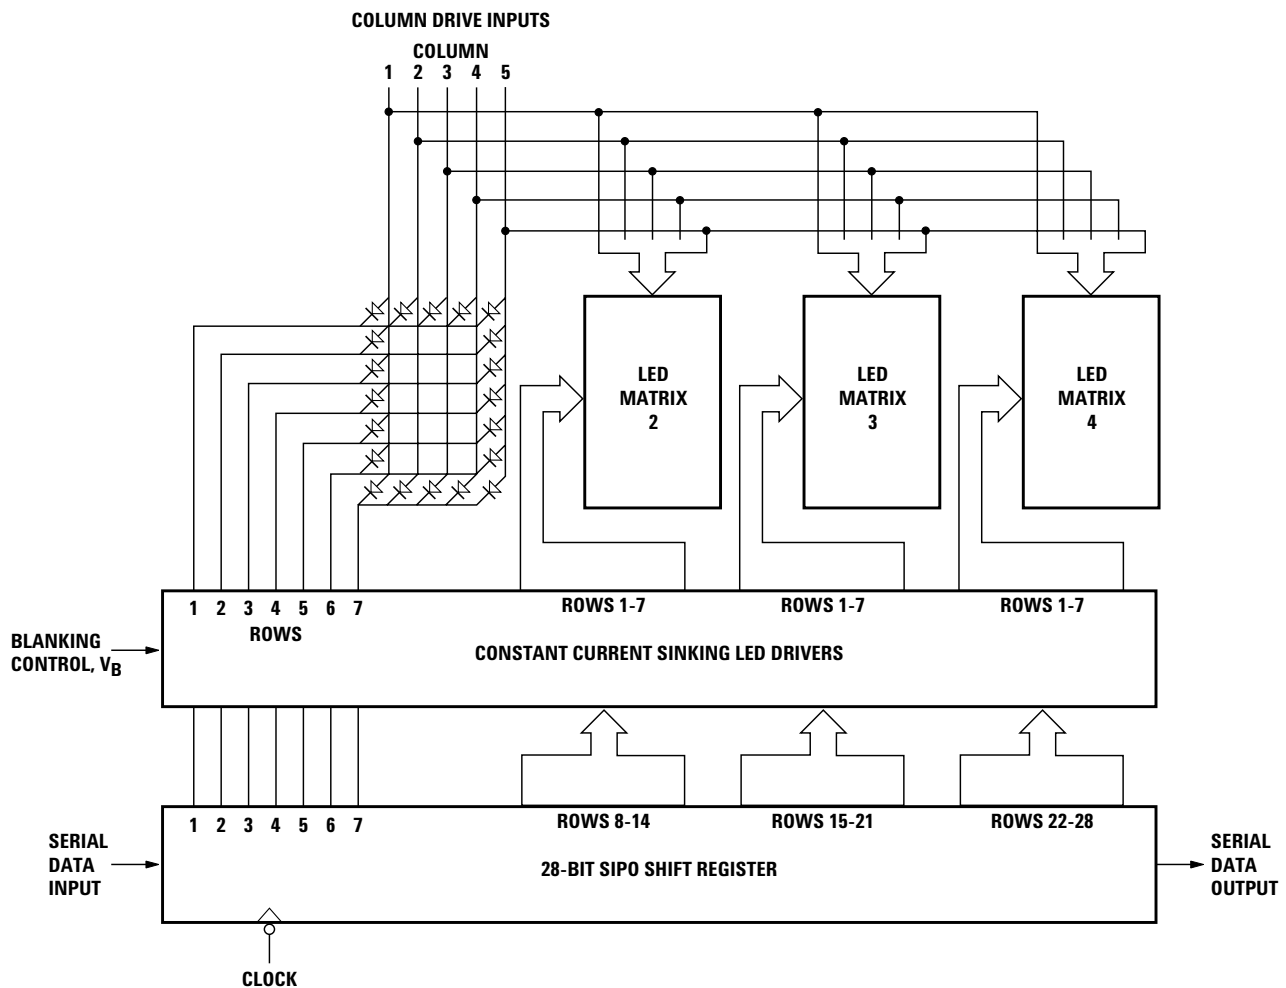 COLUMN DRIVE INPUTS
COLUMN
1 2 3 4 5
LED
MATRIX
2
LED
MATRIX
3
LED
MATRIX
4
1 2 3 4 5 6 7
ROWS
ROWS 1-7
ROWS 1-7
ROWS 1-7
BLANKING
CONTROL, VB
CONSTANT CURRENT SINKING LED DRIVERS
1 2 3 4 5 6 7
ROWS 8-14
ROWS 15-21
ROWS 22-28
SERIAL
DATA
INPUT
28-BIT SIPO SHIFT REGISTER
SERIAL
DATA
OUTPUT
CLOCK